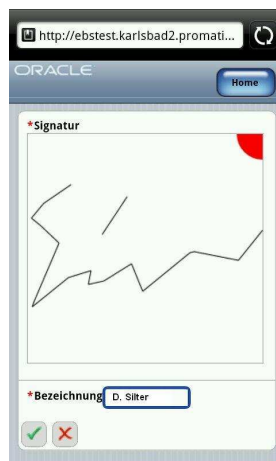 http://ebstest.karlsbad2.promati...
ORACLE
Home
*Signatur
*Bezeichnung D. Silter